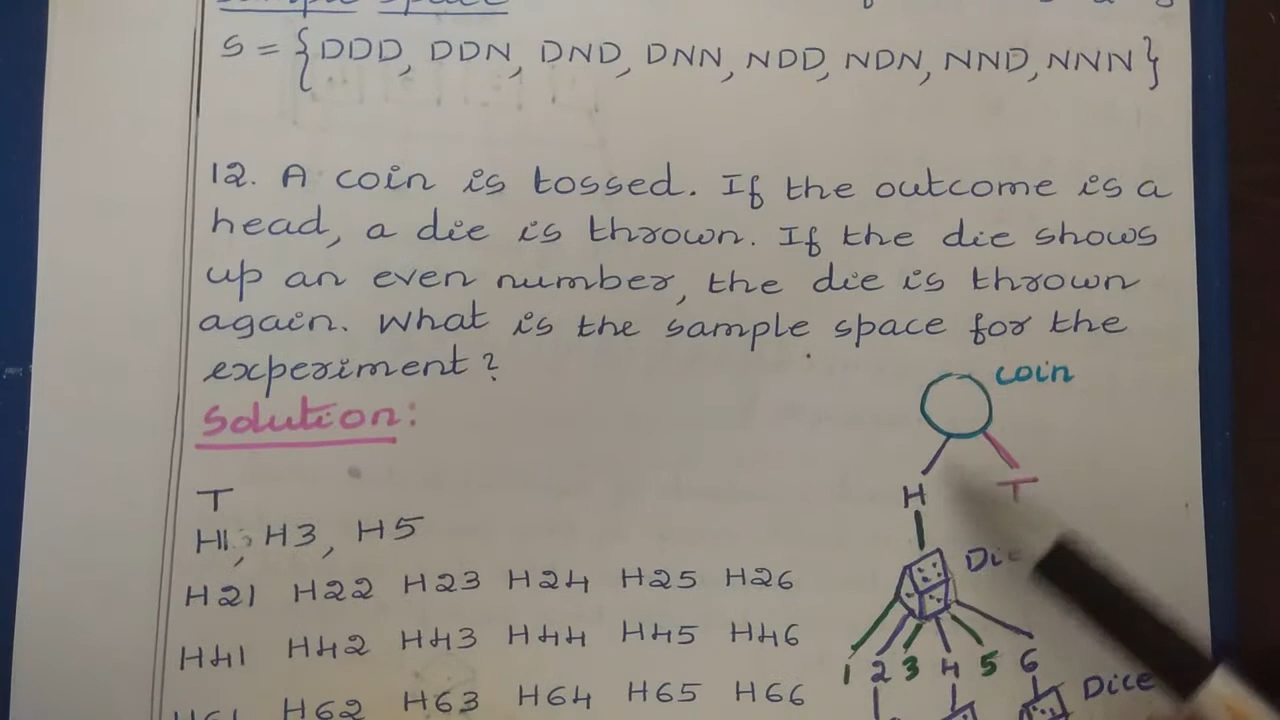 Sample space
S = {DDD, DDN, DND, DNN, NDD, NDN, NND, NNN}
12. A coin is tossed. If the outcome is a
head, a die is thrown. If the die shows
up an even number, the die is thrown
again. What is the sample space for the
experiment?
coin
Solution:
H T
T
H1, H3, H5
H21 H22 H23 H24 H25 H26
H41 H42 H43 H44 H45 H46
1 2 3 4 5 6
Dice
H61 H62 H63 H64 H65 H66